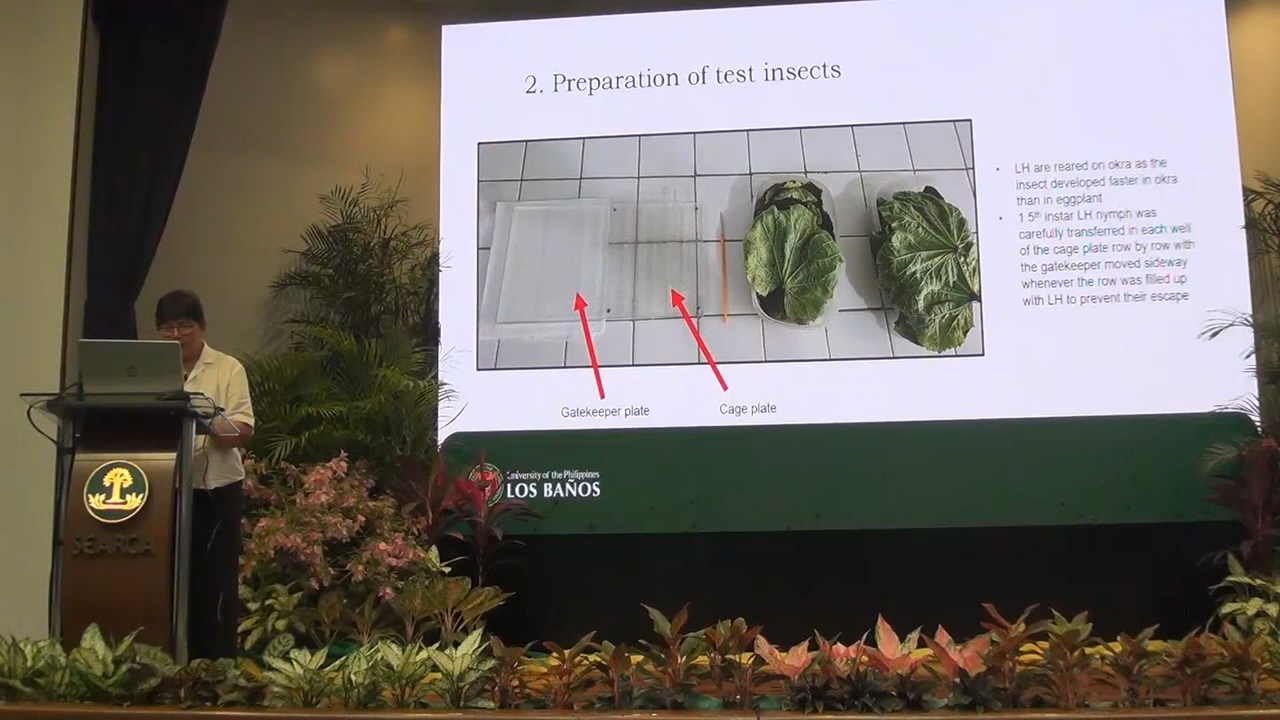 2. Preparation of test insects
• LH are reared on okra as the
insect developed faster in okra
than in eggplant
• 1 5th instar LH nymph was
carefully transferred in each well
of the cage plate row by row with
the gatekeeper moved sideway
whenever the row was filled up
with LH to prevent their escape
Gatekeeper plate
Cage plate
University of the Philippines
LOS BAÑOS
SEARCA